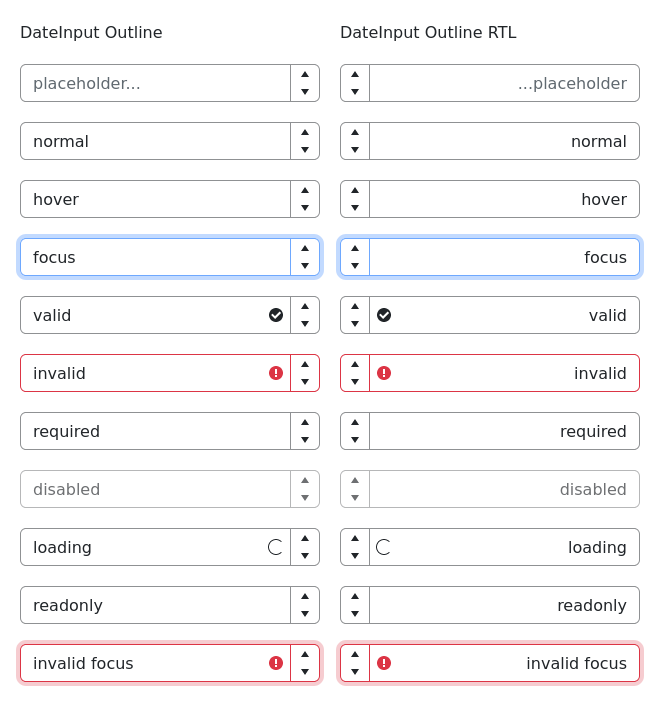 DateInput Outline
placeholder...
normal
hover
focus
valid
invalid
required
disabled
loading
readonly
invalid focus
DateInput Outline RTL
...placeholder
normal
hover
focus
valid
invalid
required
disabled
loading
readonly
invalid focus